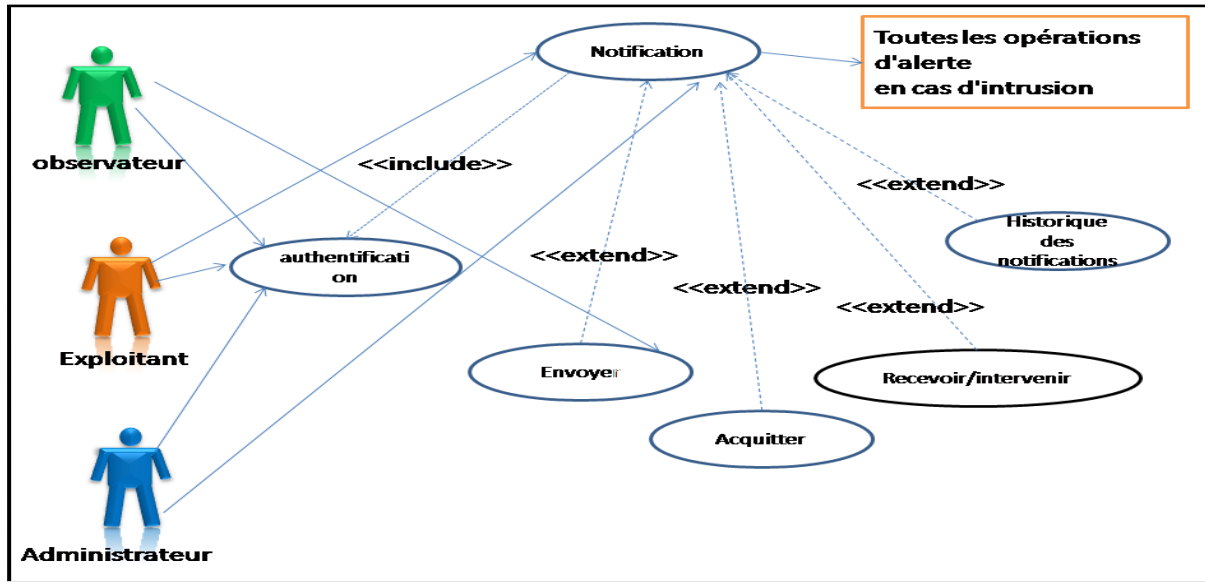 Notification
Toutes les opérations
d'alerte
en cas d'intrusion
observateur
<<include>>
<<extend>>
Historique
des
notifications
authentificati
on
<<extend>>
<<extend>>
<<extend>>
Exploitant
Envoyer
Recevoir/intervenir
Acquitter
Administrateur